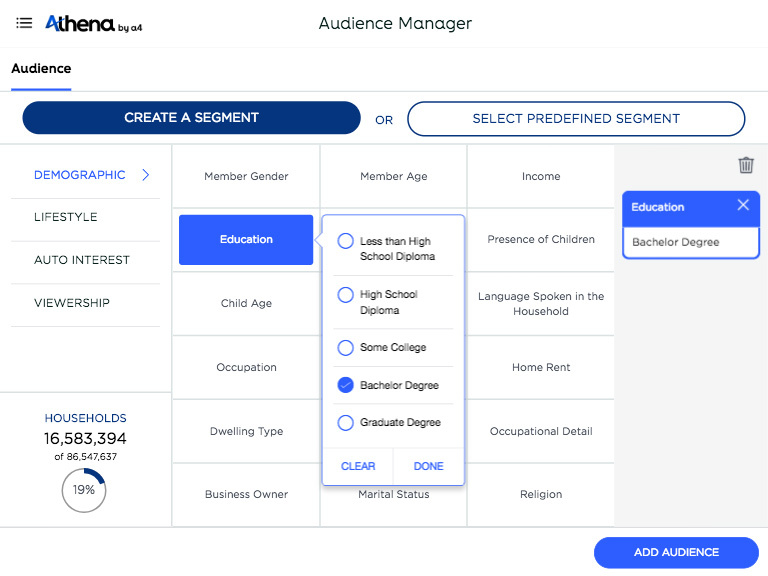 Athena by a4
Audience Manager
Audience
CREATE A SEGMENT
OR
SELECT PREDEFINED SEGMENT
DEMOGRAPHIC
LIFESTYLE
AUTO INTEREST
VIEWERSHIP
HOUSEHOLDS
16,583,394
of 86,547,637
19%
Member Gender
Member Age
Income
Education
Presence of Children
Child Age
Language Spoken in the
Household
Occupation
Home Rent
Dwelling Type
Occupational Detail
Business Owner
Marital Status
Religion
Less than High
School Diploma
High School
Diploma
Some College
Bachelor Degree
Graduate Degree
CLEAR
DONE
Education
Bachelor Degree
ADD AUDIENCE